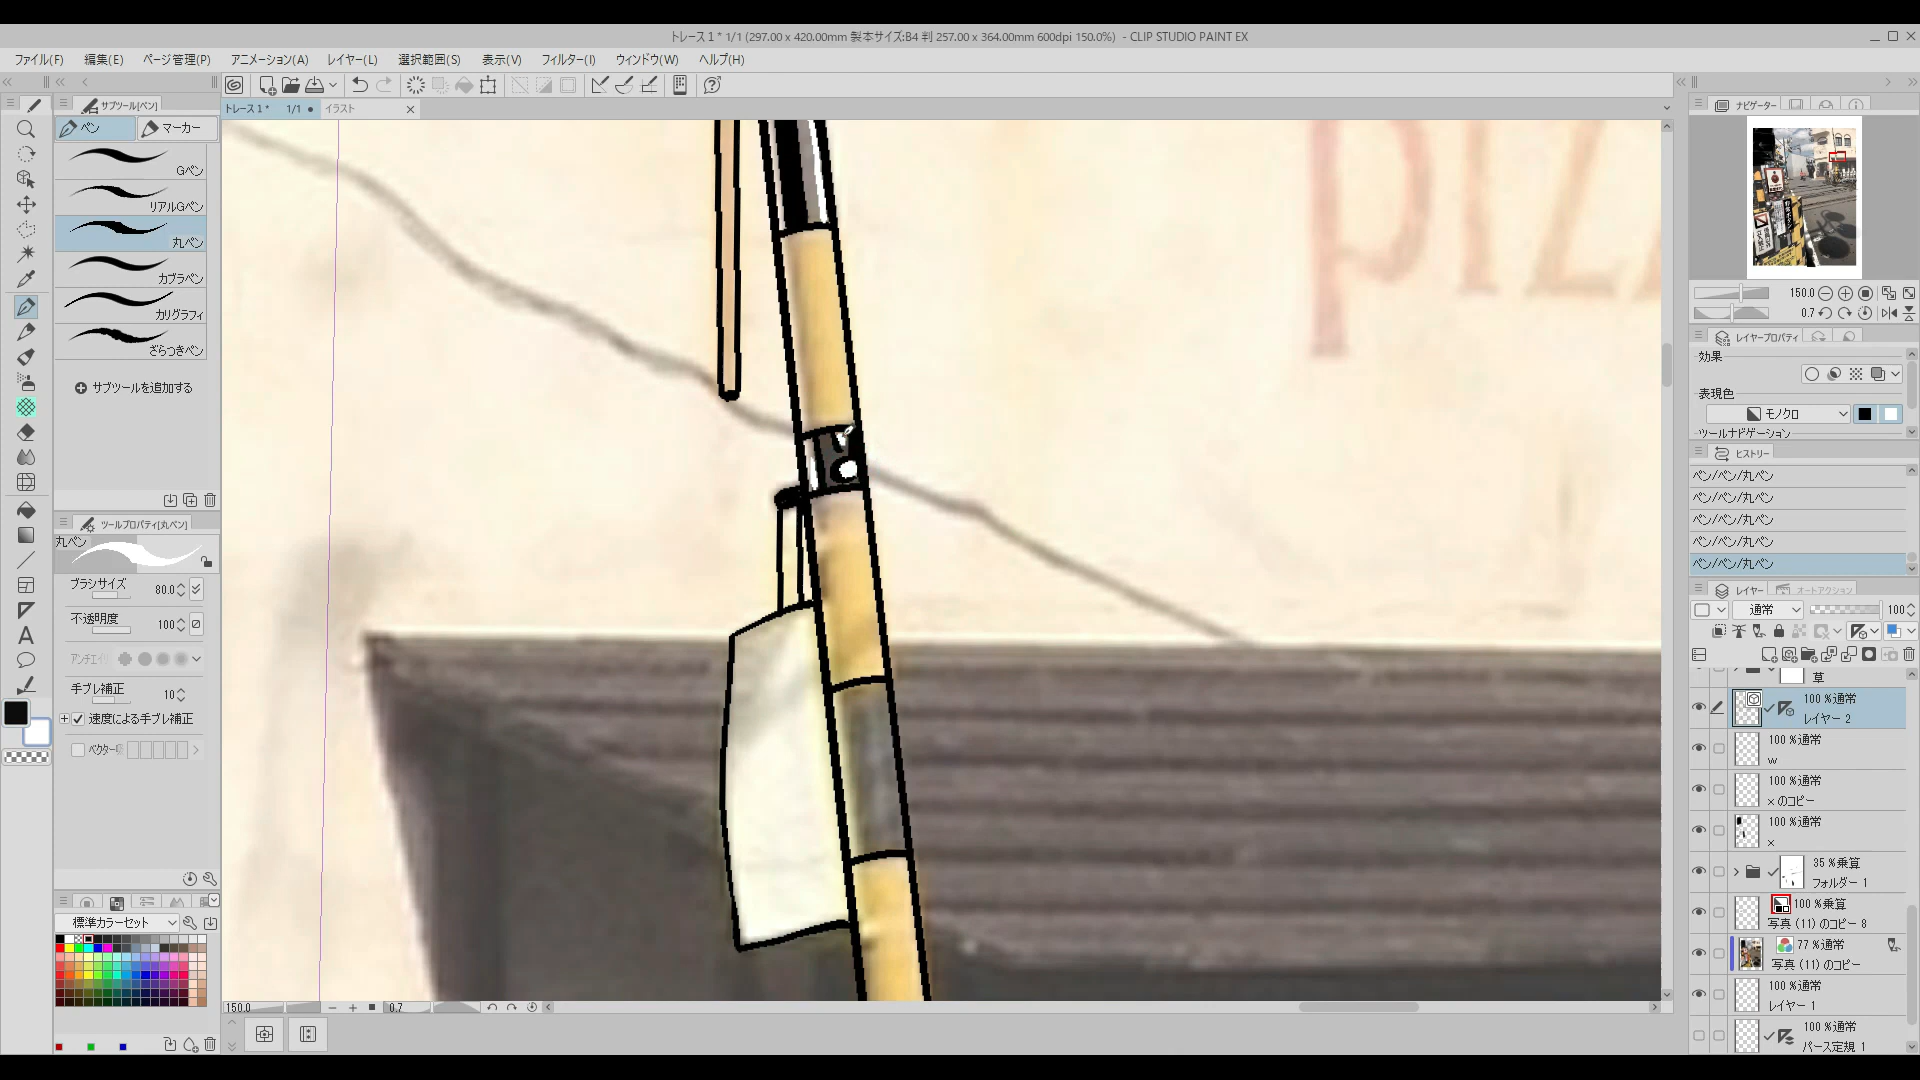 トレース 1 * 1/1 (297.00 x 420.00mm 製本サイズ:B4 判 257.00 x 364.00mm 600dpi 150.0%) - CLIP STUDIO PAINT EX
ファイル(F) 編集(E) ページ管理(P) アニメーション(A) レイヤー(L) 選択範囲(S) 表示(V) フィルター(I) ウィンドウ(W) ヘルプ(H)
サブツール[ペン]
トレース 1 * 1/1 イラスト
ペン マーカー
Gペン
リアルGペン
丸ペン
カブラペン
カリグラフィ
ざらつきペン
サブツールを追加する
ツールプロパティ[丸ペン]
丸ペン
ブラシサイズ 80.0
不透明度 100
手ブレ補正 10
速度による手ブレ補正
標準カラーセット
piz
150.0 0.7
ナビゲーター
150.0
0.7
レイヤープロパティ
効果
表現色
モノクロ
ツールナビゲーション
ヒストリー
ペン/ペン/丸ペン
ペン/ペン/丸ペン
ペン/ペン/丸ペン
ペン/ペン/丸ペン
ペン/ペン/丸ペン
レイヤー オートアクション
通常 100
草
100 %通常
レイヤー 2
100 %通常
w
100 %通常
x のコピー
100 %通常
x
35 %乗算
フォルダー 1
100 %乗算
写真 (11) のコピー 8
77 %通常
写真 (11) のコピー
100 %通常
レイヤー 1
100 %通常
パース定規 1